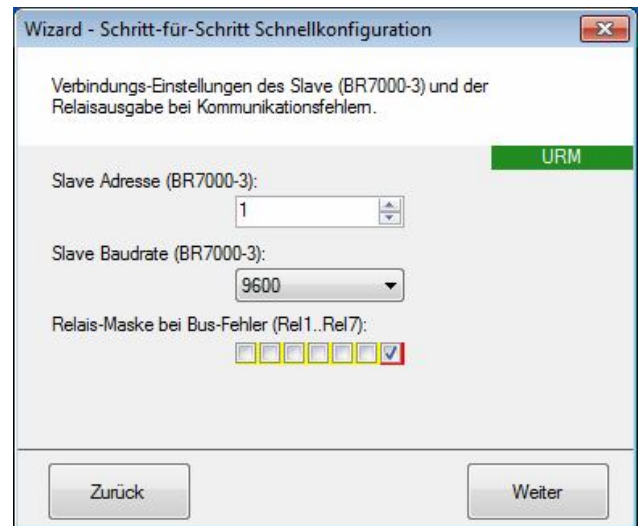 Wizard - Schritt-für-Schritt Schnellkonfiguration
Verbindungs-Einstellungen des Slave (BR7000-3) und der
Relaisausgabe bei Kommunikationsfehlern.
URM
Slave Adresse (BR7000-3):
1
Slave Baudrate (BR7000-3):
9600
Relais-Maske bei Bus-Fehler (Rel1..Rel7):
Zurück
Weiter